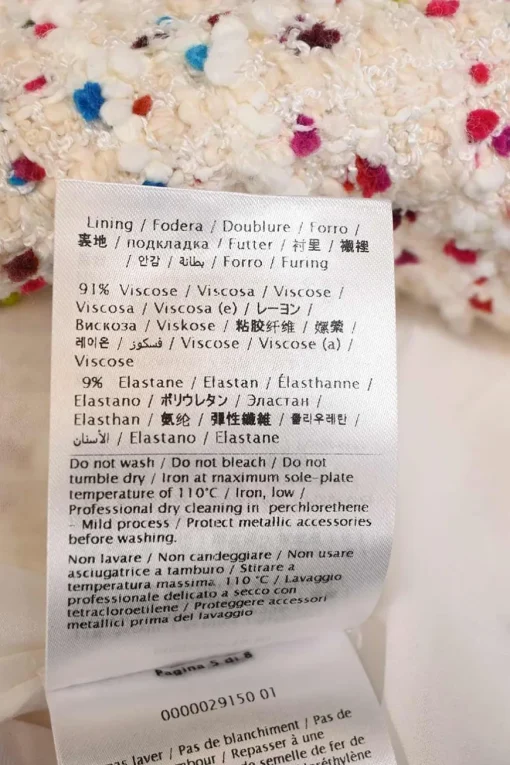 Lining / Fodera / Doublure / Forro /
裏地 / подкладка / Futter / 衬里 / 襯裡
/ 안감 / بطانة / Forro / Furing
91% Viscose / Viscosa / Viscose /
Viscosa / Viscosa (e) / レーヨン /
Вискоза / Viskose / 粘胶纤维 / 嫘縈 /
레이온 / فسكوز / Viscose / Viscose (a) /
Viscose
9% Elastane / Elastan / Élasthanne /
Elastano / ポリウレタン / Эластан /
Elasthan / 氨纶 / 彈性纖維 / 폴리우레탄 /
الأستان / Elastano / Elastane
Do not wash / Do not bleach / Do not
tumble dry / Iron at maximum sole-plate
temperature of 110°C / Iron, low /
Professional dry cleaning in perchlorethene
- Mild process / Protect metallic accessories
before washing.
Non lavare / Non candeggiare / Non usare
asciugatrice a tamburo / Stirare a
temperatura massima 110 °C / Lavaggio
professionale delicato a secco con
tetracloroetilene / Proteggere accessori
metallici prima del lavaggio
Pagina 5 di 8
0000029150 01
laver / Pas de blanchiment / Pas de
/ Repasser à une
de semelle de fer de